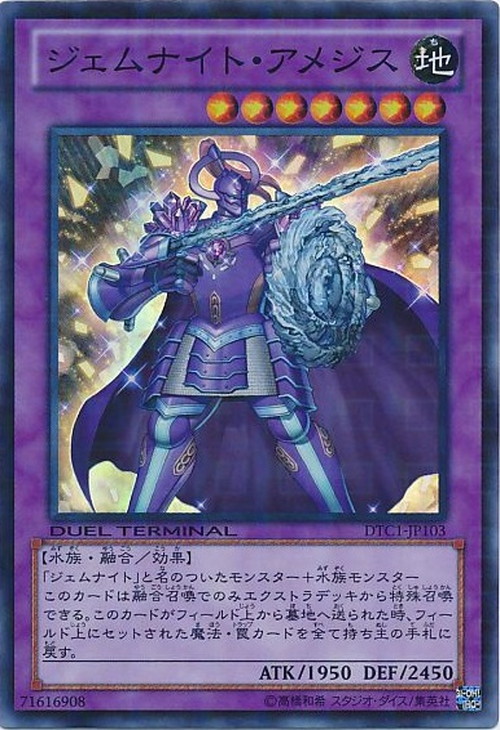 ジェムナイト・アメジス
地
DUEL TERMINAL
DTC1-JP103
【水族・融合／効果】
「ジェムナイト」と名のついたモンスター＋水族モンスター
このカードは融合召喚でのみエクストラデッキから特殊召喚
できる。このカードがフィールド上から墓地へ送られた時、フィー
ルド上にセットされた魔法・罠カードを全て持ち主の手札に
戻す。
ATK/1950 DEF/2450
71616908
©高橋和希 スタジオ・ダイス/集英社